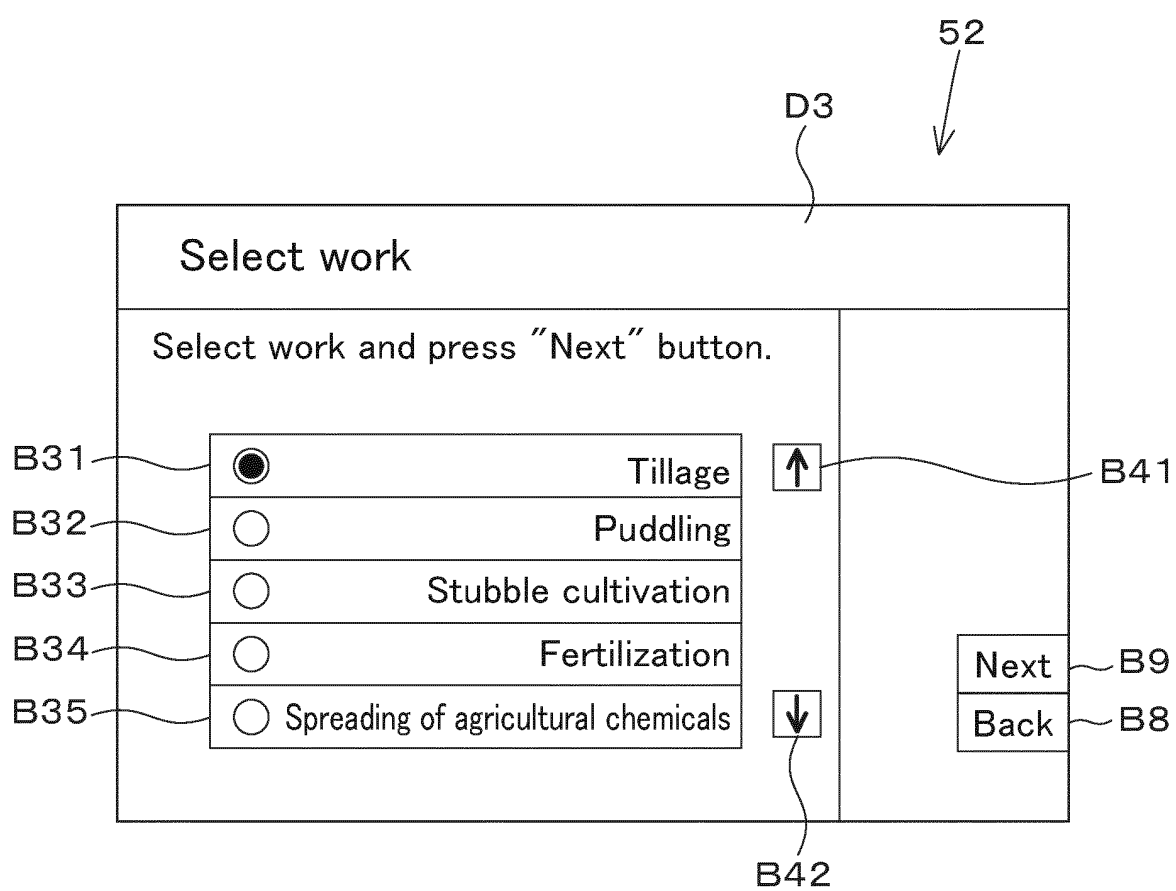 52
D3
Select work
Select work and press "Next" button.
B31
Tillage
B41
B32
Puddling
B33
Stubble cultivation
B34
Fertilization
Next
B9
B35
Spreading of agricultural chemicals
Back
B8
B42